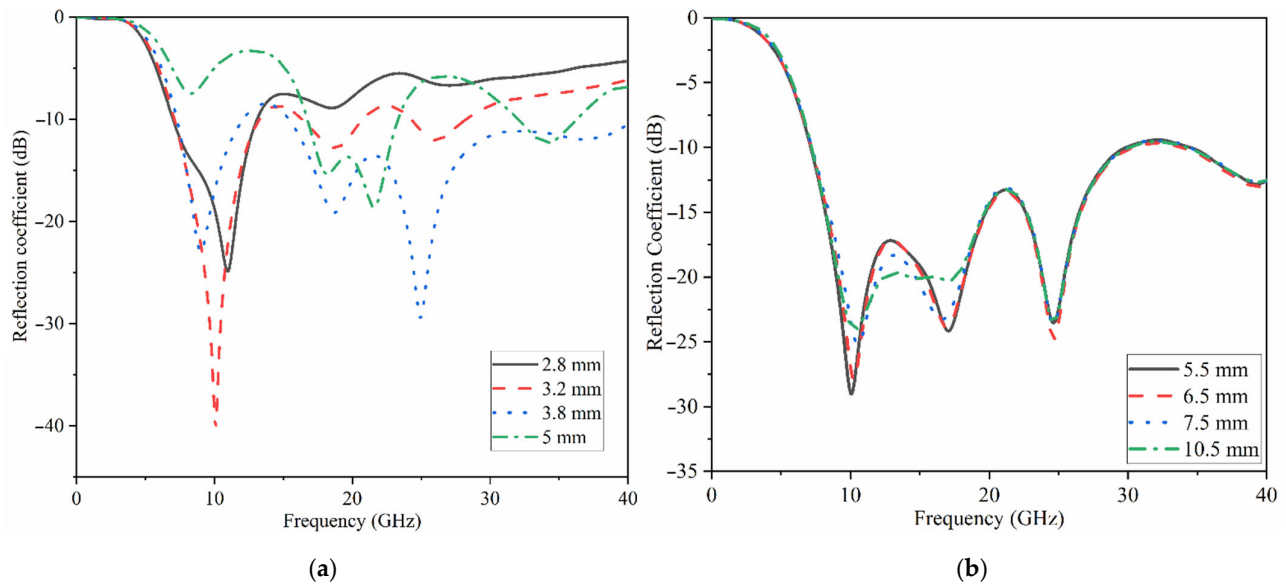 0
−10
−20
−30
−40
Reflection coefficient (dB)
0
10
20
30
40
Frequency (GHz)
2.8 mm
3.2 mm
3.8 mm
5 mm
(a)
0
−5
−10
−15
−20
−25
−30
−35
Reflection Coefficient (dB)
0
10
20
30
40
Frequency (GHz)
5.5 mm
6.5 mm
7.5 mm
10.5 mm
(b)